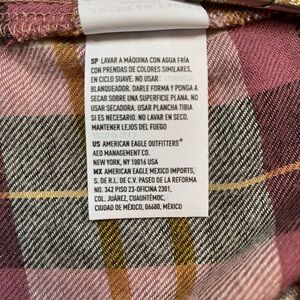 SP LAVAR A MÁQUINA CON AGUA FRÍA
CON PRENDAS DE COLORES SIMILARES,
EN CICLO SUAVE. NO USAR
BLANQUEADOR. DARLE FORMA Y PONGA A
SECAR SOBRE UNA SUPERFICIE PLANA. NO
USAR SECADORA. USAR PLANCHA TIBIA
SI ES NECESARIO. NO LAVAR EN SECO.
MANTENER LEJOS DEL FUEGO
US AMERICAN EAGLE OUTFITTERS®
AEO MANAGEMENT CO.
NEW YORK, NY 10016 USA
MX AMERICAN EAGLE MEXICO IMPORTS,
S. DE R.L. DE C.V. PASEO DE LA REFORMA
NO. 342 PISO 23-OFICINA 2301,
COL. JUÁREZ, CUAUHTÉMOC,
CIUDAD DE MÉXICO, 06600, MÉXICO